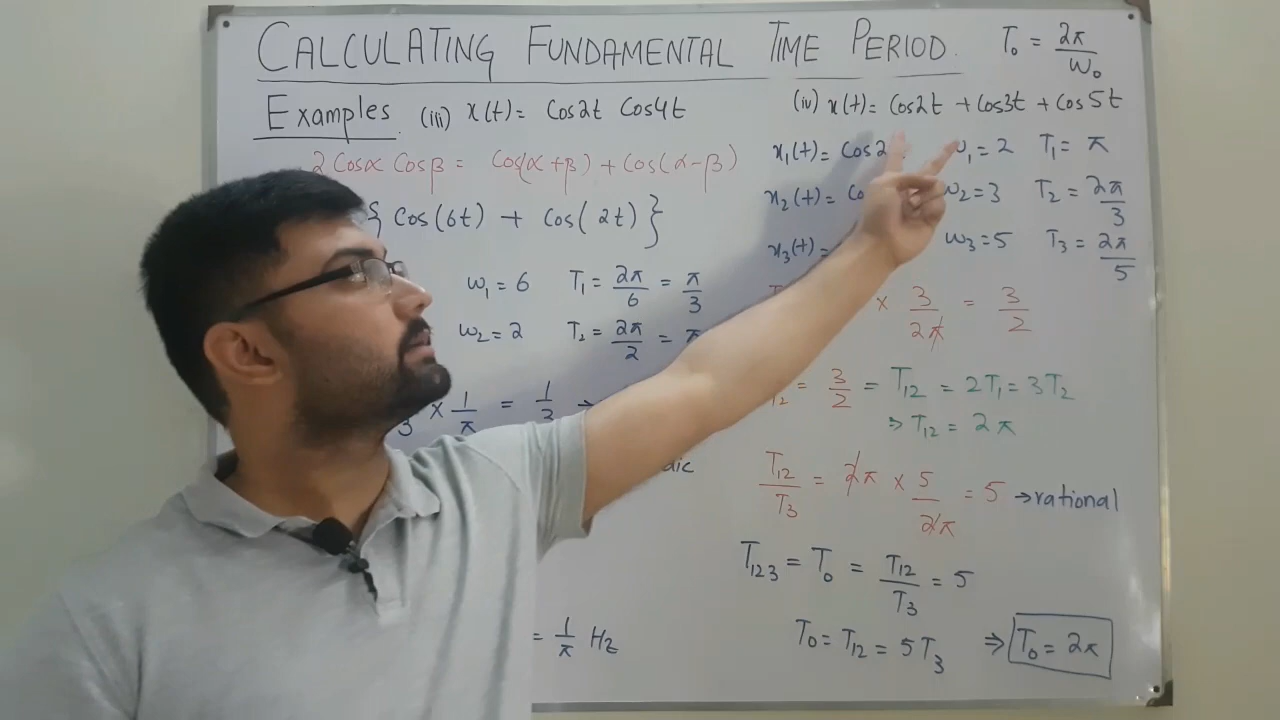 CALCULATING FUNDAMENTAL TIME PERIOD. T₀ = 2π/ω₀
Examples. (iii) x(t) = Cos2t Cos4t
2Cosα Cosβ = Cos(α+β) + Cos(α-β)
{ Cos(6t) + Cos(2t) }
ω₁ = 6 T₁ = 2π/6 = π/3
ω₂ = 2 T₂ = 2π/2 = π
3 × 1/π = 1/3 →
dic
= 1/π Hz
(iv) x(t) = Cos2t + Cos3t + Cos5t
x₁(t) = Cos2 ω₁ = 2 T₁ = π
x₂(t) = Co ω₂ = 3 T₂ = 2π/3
x₃(t) = ω₃ = 5 T₃ = 2π/5
× 3/2π = 3/2
= 3/2 = T₁₂ = 2T₁ = 3T₂
⇒ T₁₂ = 2π
T₁₂/T₃ = 2π × 5/2π = 5 → rational
T₁₂₃ = T₀ = T₁₂/T₃ = 5
T₀ = T₁₂ = 5T₃ ⇒ T₀ = 2π